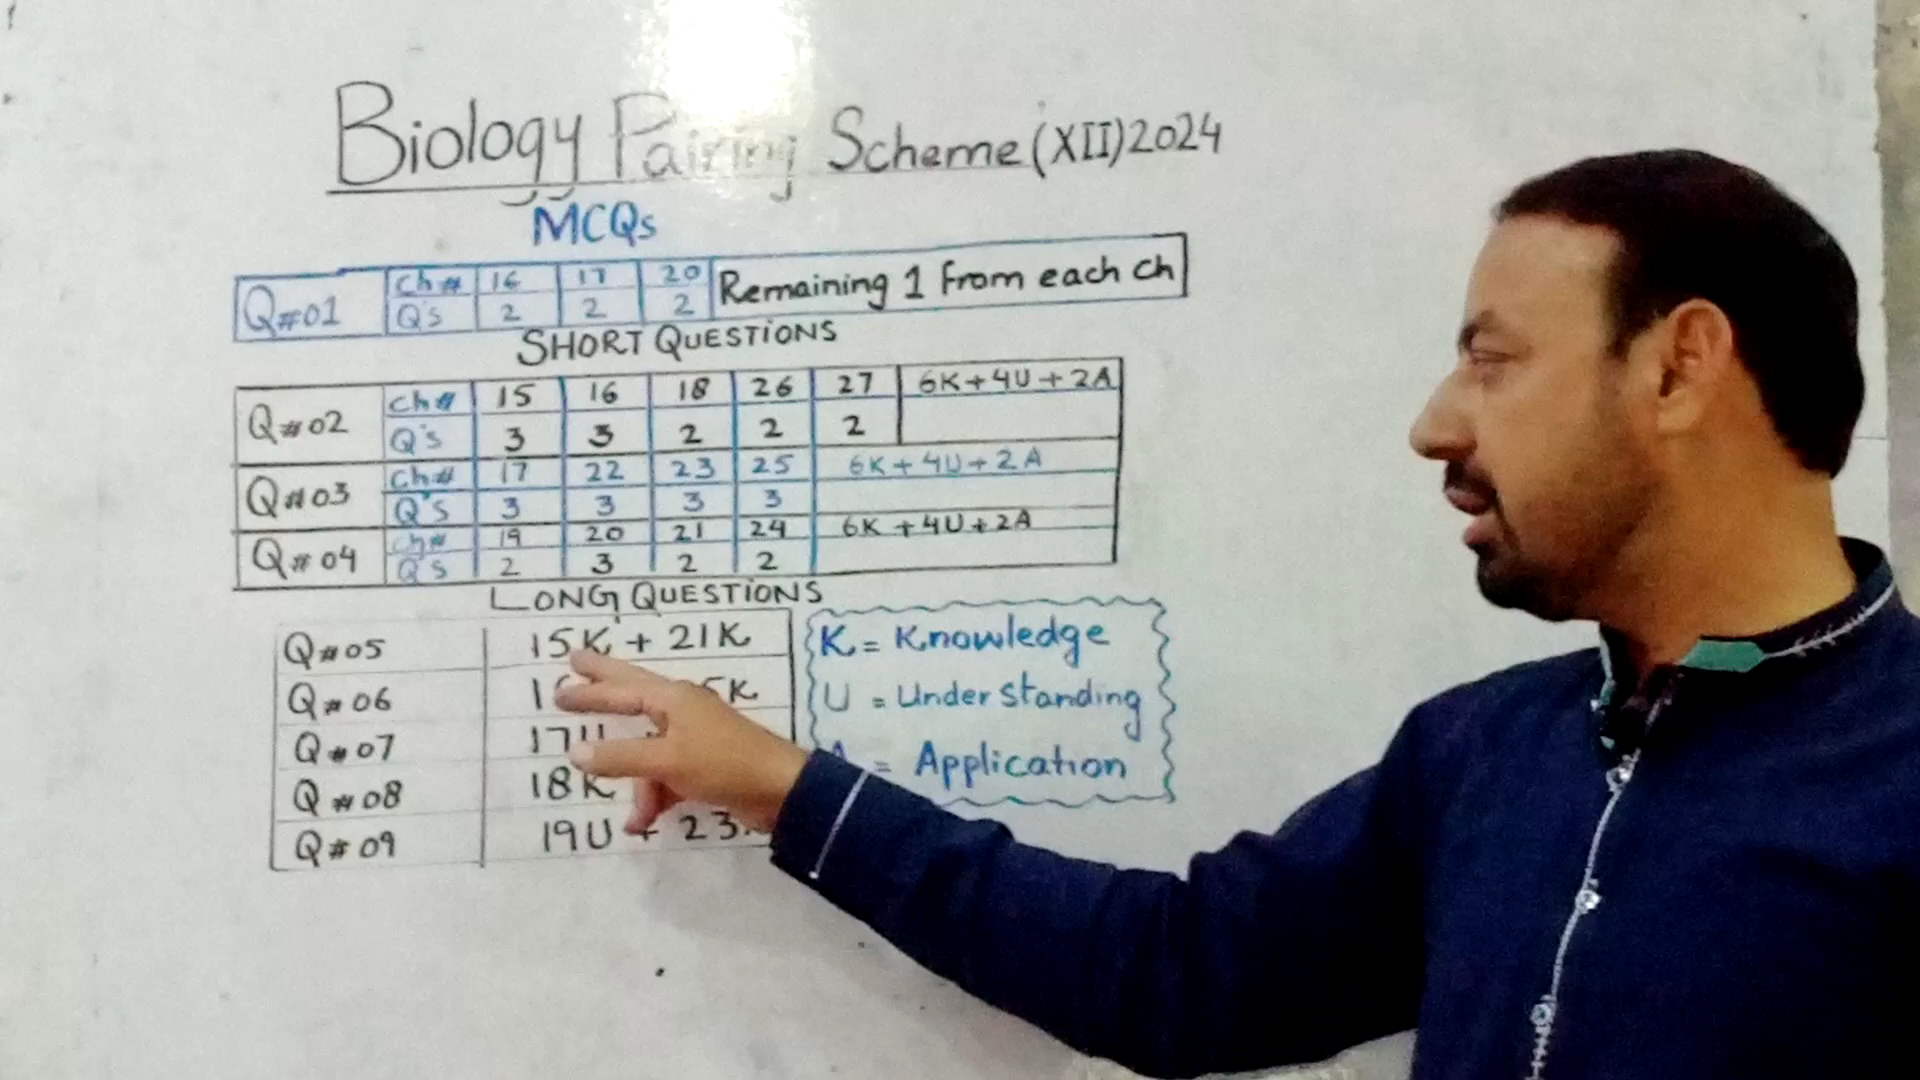 Biology Pairing Scheme (XII) 2024
MCQs
Q#01 Ch# 16 17 20 Remaining 1 From each ch
Q's 2 2 2
SHORT QUESTIONS
Q#02 Ch# 15 16 18 26 27 6K+4U+2A
Q's 3 3 2 2 2
Q#03 Ch# 17 22 23 25 6K+4U+2A
Q's 3 3 3 3
Q#04 Ch# 19 20 21 24 6K+4U+2A
Q's 2 3 2 2
LONG QUESTIONS
Q#05 15K + 21K
Q#06 K
Q#07 17U
Q#08 18K
Q#09 19U + 23
K = Knowledge
U = Understanding
= Application